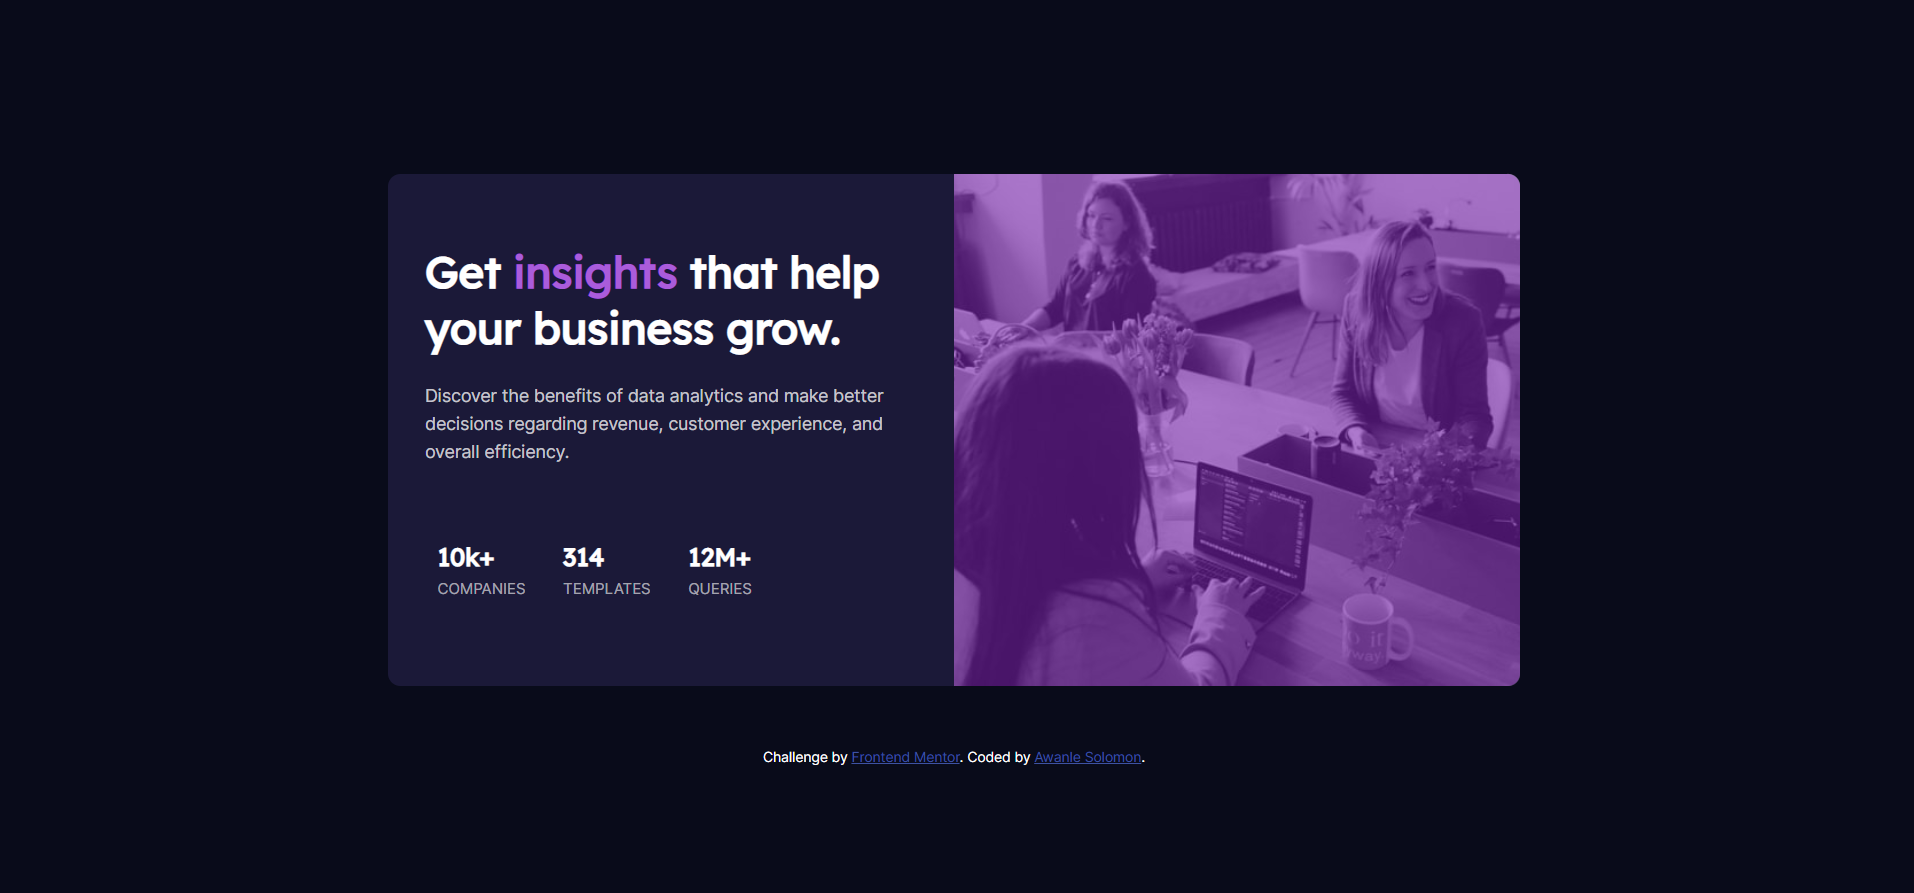 Get insights that help
your business grow.
Discover the benefits of data analytics and make better
decisions regarding revenue, customer experience, and
overall efficiency.
10k+ 314 12M+
COMPANIES TEMPLATES QUERIES
Challenge by Frontend Mentor. Coded by Awanle Solomon.